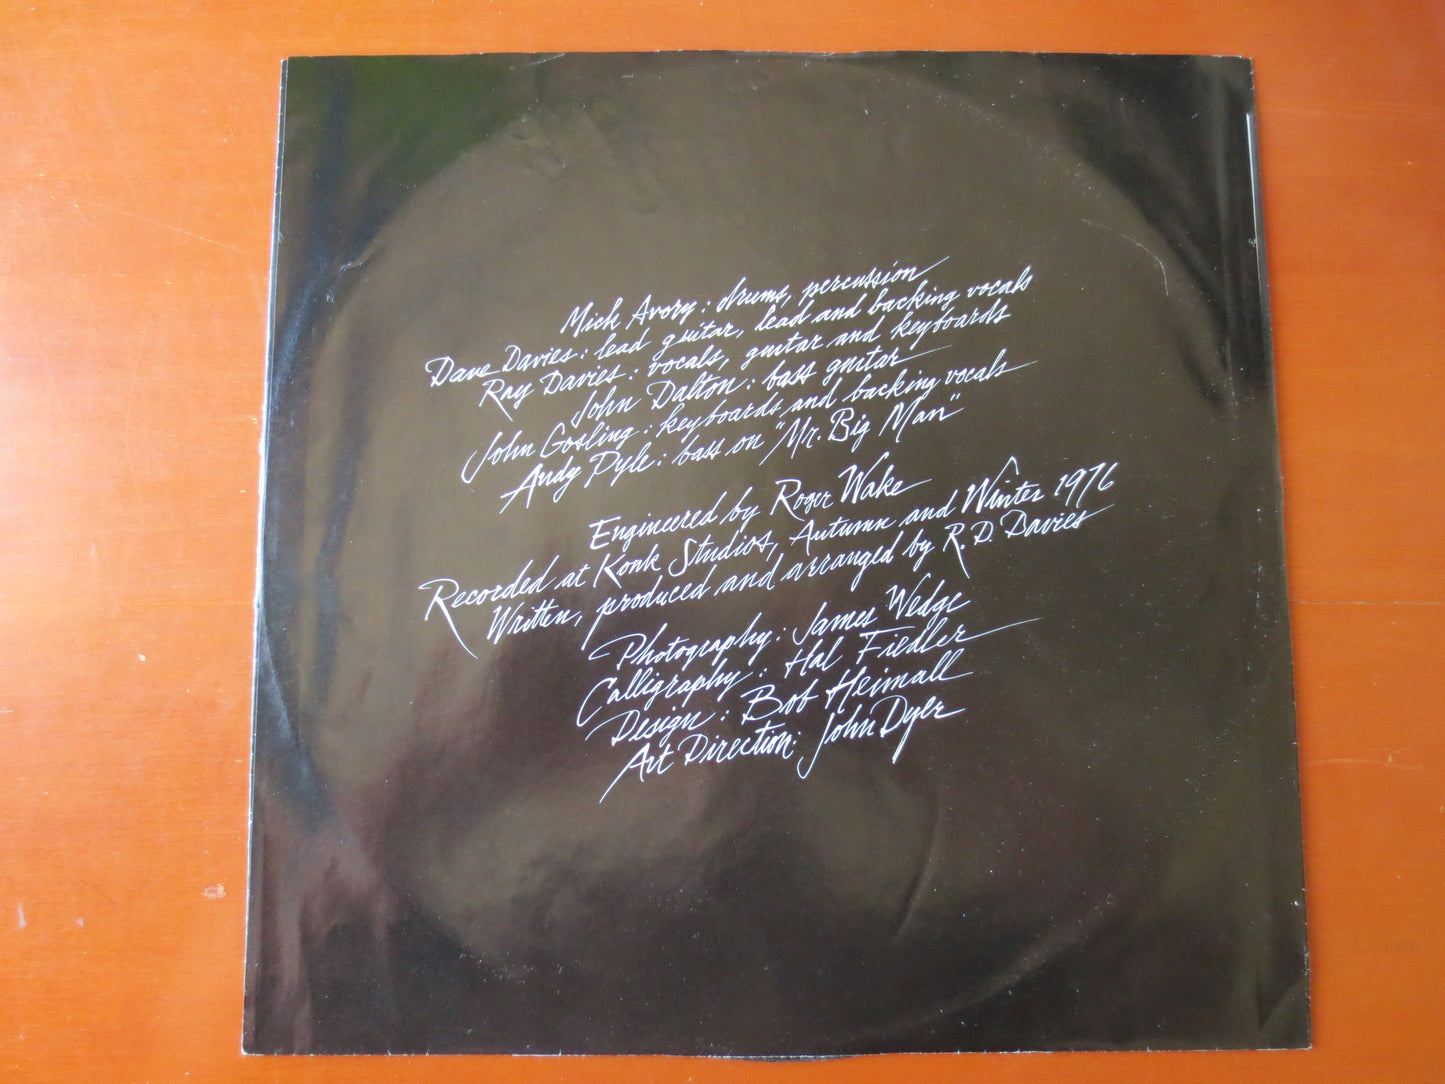 Mick Avory: drums, percussion
Dave Davies: lead guitar, lead and backing vocals
Ray Davies: vocals, guitar and keyboards
John Dalton: bass guitar
John Gosling: keyboards and backing vocals
Andy Pyle: bass on "Mr. Big Man"
Engineered by Roger Wake
Recorded at Konk Studios, Autumn and Winter 1976
Written, produced and arranged by R. D. Davies
Photography: James Wedge
Calligraphy: Hal Fiedler
Design: Bob Heimall
Art Direction: John Dyer